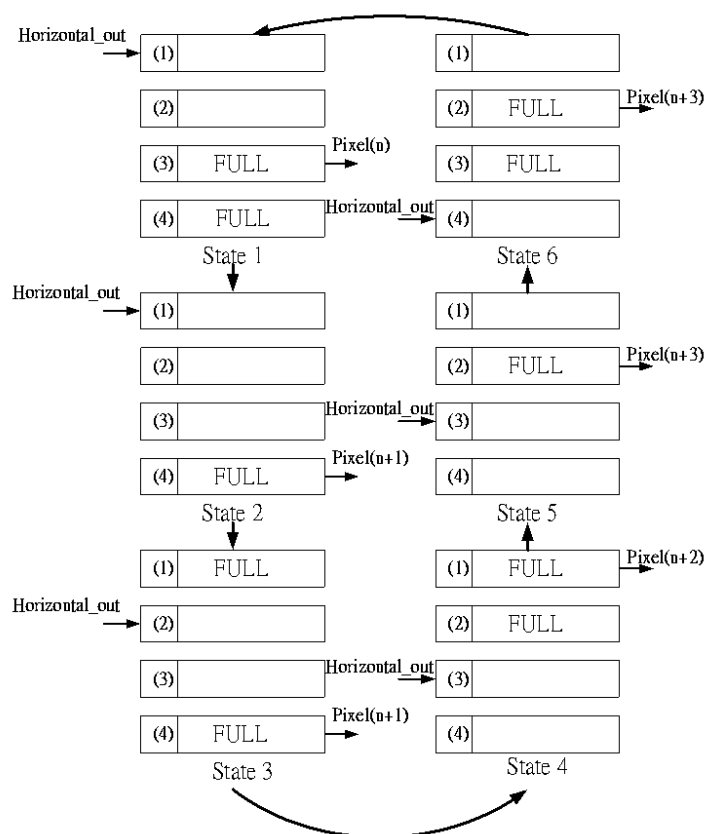 Horizontal_out
(1)
(2)
Pixel(n)
(3) FULL
(4) FULL
State 1
Horizontal_out
(1)
(2)
(3)
Pixel(n+1)
(4) FULL
State 2
(1) FULL
Horizontal_out
(2)
(3)
Pixel(n+1)
(4) FULL
State 3
(1)
Pixel(n+3)
(2) FULL
(3) FULL
Horizontal_out
(4)
State 6
(1)
Pixel(n+3)
(2) FULL
Horizontal_out
(3)
(4)
State 5
Pixel(n+2)
(1) FULL
(2) FULL
Horizontal_out
(3)
(4)
State 4